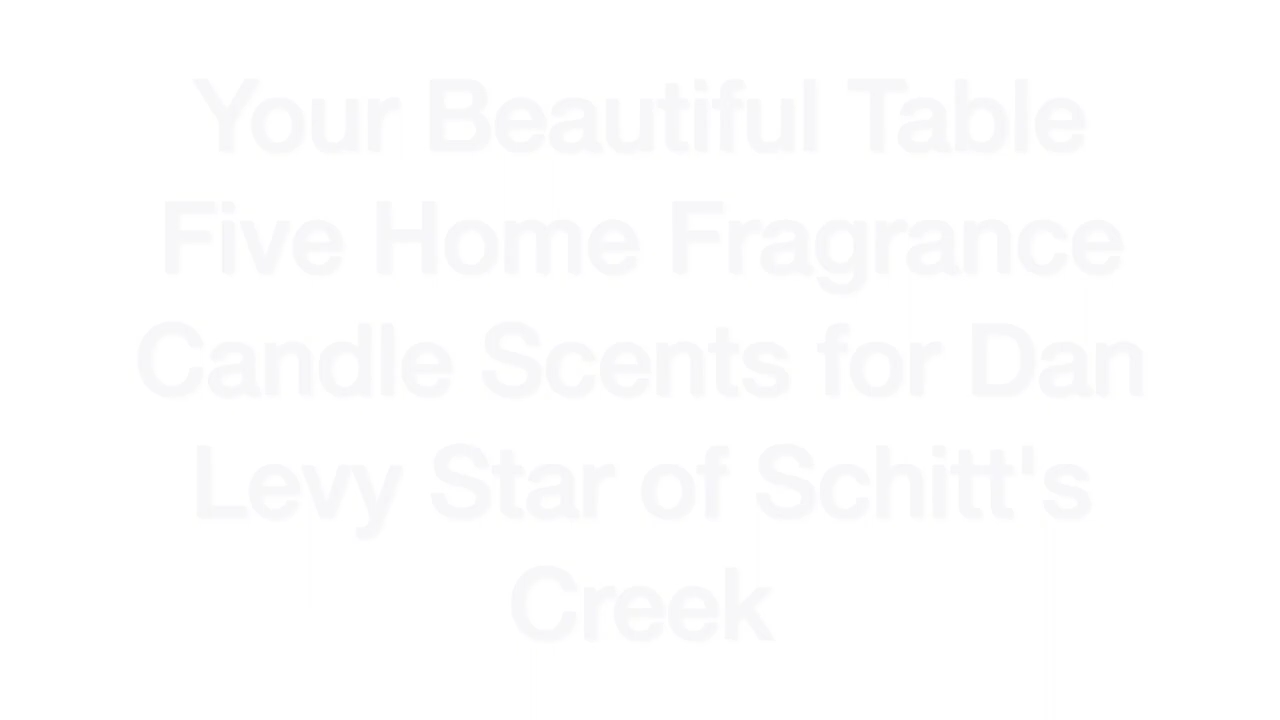 Your Beautiful Table
Five Home Fragrance
Candle Scents for Dan
Levy Star of Schitt's
Creek